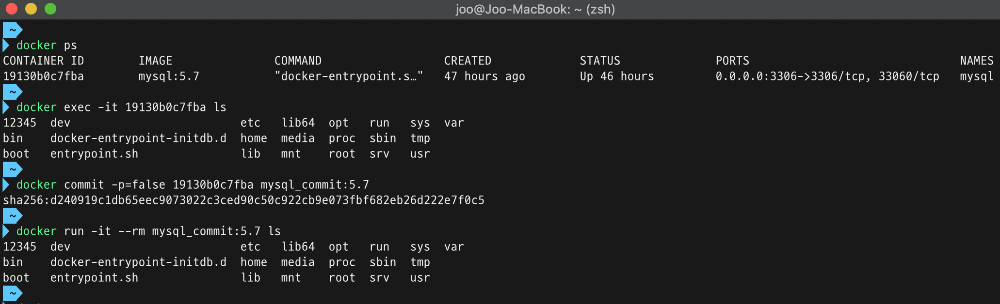 joo@Joo-MacBook: ~ (zsh)
~
docker ps
CONTAINER ID IMAGE COMMAND CREATED STATUS PORTS NAMES
19130b0c7fba mysql:5.7 "docker-entrypoint.s…" 47 hours ago Up 46 hours 0.0.0.0:3306->3306/tcp, 33060/tcp mysql
~
docker exec -it 19130b0c7fba ls
12345 dev etc lib64 opt run sys var
bin docker-entrypoint-initdb.d home media proc sbin tmp
boot entrypoint.sh lib mnt root srv usr
~
docker commit -p=false 19130b0c7fba mysql_commit:5.7
sha256:d240919c1db65eec9073022c3ced90c50c922cb9e073fbf682eb26d222e7f0c5
~
docker run -it --rm mysql_commit:5.7 ls
12345 dev etc lib64 opt run sys var
bin docker-entrypoint-initdb.d home media proc sbin tmp
boot entrypoint.sh lib mnt root srv usr
~